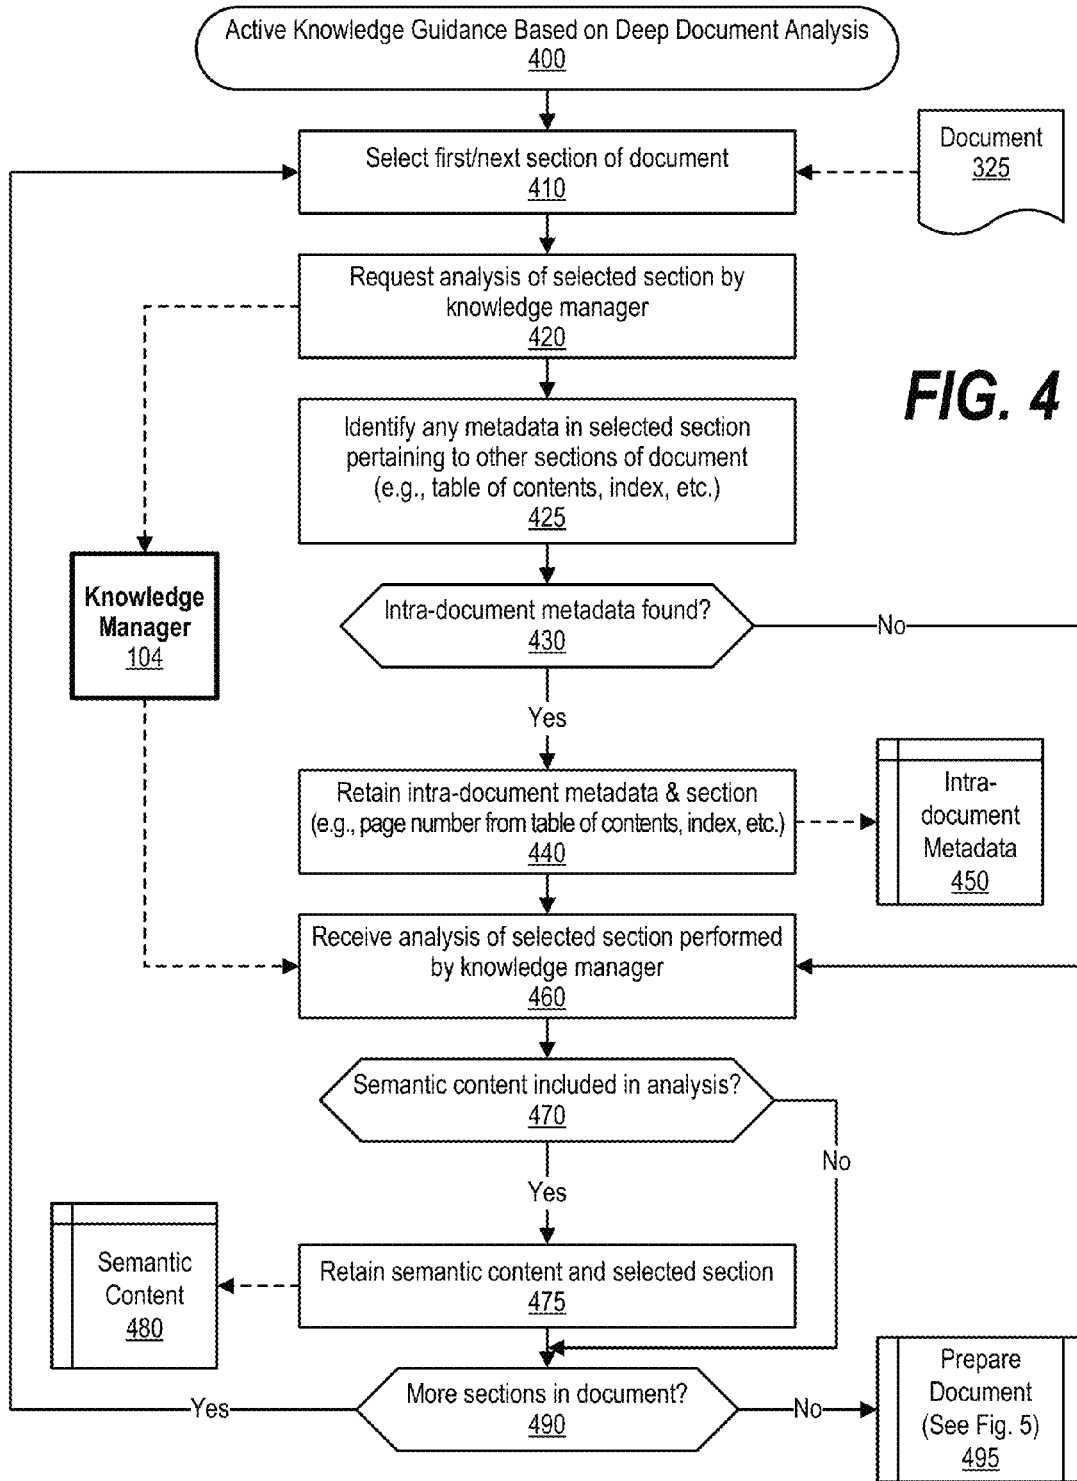 Active Knowledge Guidance Based on Deep Document Analysis
400
Select first/next section of document
410
Document
325
Request analysis of selected section by
knowledge manager
420
FIG. 4
Identify any metadata in selected section
pertaining to other sections of document
(e.g., table of contents, index, etc.)
425
Knowledge
Manager
104
Intra-document metadata found?
430
No
Yes
Retain intra-document metadata & section
(e.g., page number from table of contents, index, etc.)
440
Intra-
document
Metadata
450
Receive analysis of selected section performed
by knowledge manager
460
Semantic content included in analysis?
470
No
Yes
Semantic
Content
480
Retain semantic content and selected section
475
More sections in document?
490
Yes
No
Prepare
Document
(See Fig. 5)
495